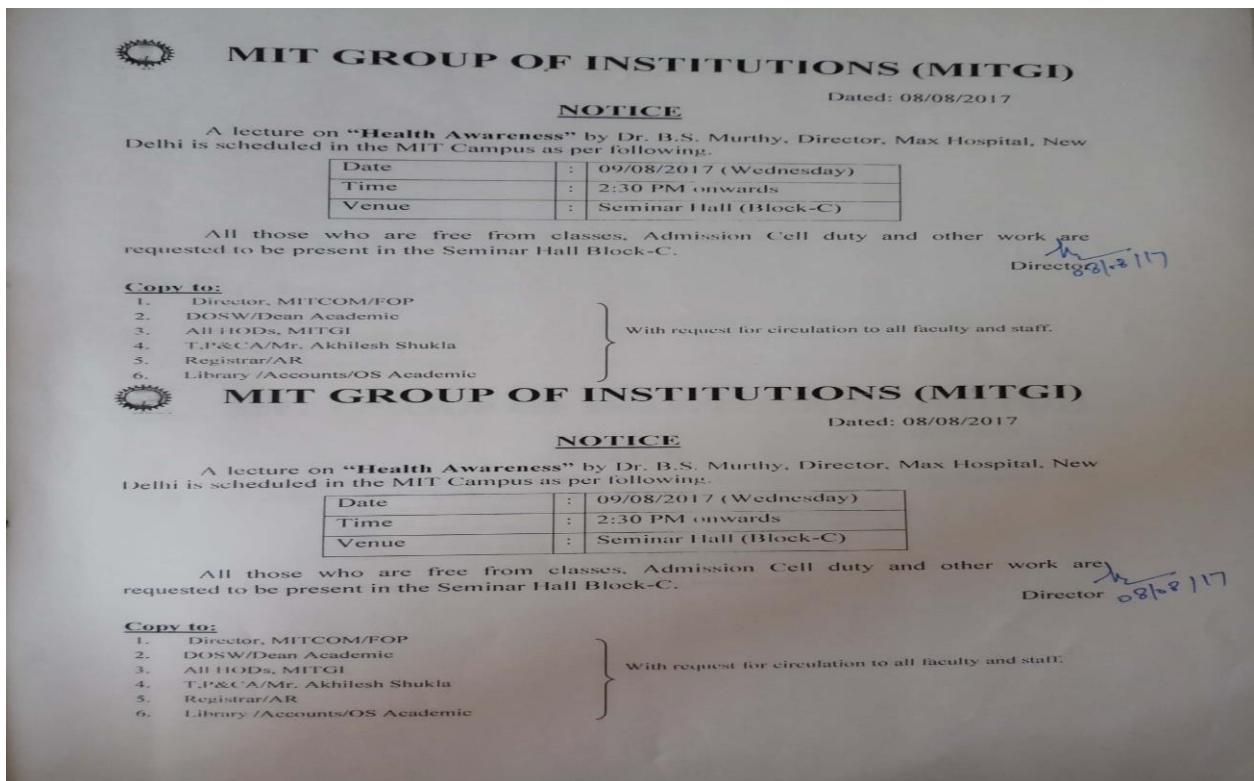 MIT GROUP OF INSTITUTIONS (MITGI)
Dated: 08/08/2017
NOTICE
A lecture on “Health Awareness” by Dr. B.S. Murthy, Director, Max Hospital, New
Delhi is scheduled in the MIT Campus as per following.
Date : 09/08/2017 (Wednesday)
Time : 2:30 PM onwards
Venue : Seminar Hall (Block-C)
All those who are free from classes, Admission Cell duty and other work are
requested to be present in the Seminar Hall Block-C.
Director 08/08/17
Copy to:
1. Director, MITCOM/FOP
2. DOSW/Dean Academic
3. All HODs, MITGI
With request for circulation to all faculty and staff.
4. T,P&CA/Mr. Akhilesh Shukla
5. Registrar/AR
6. Library /Accounts/OS Academic
MIT GROUP OF INSTITUTIONS (MITGI)
Dated: 08/08/2017
NOTICE
A lecture on “Health Awareness” by Dr. B.S. Murthy, Director, Max Hospital, New
Delhi is scheduled in the MIT Campus as per following.
Date : 09/08/2017 (Wednesday)
Time : 2:30 PM onwards
Venue : Seminar Hall (Block-C)
All those who are free from classes, Admission Cell duty and other work are
requested to be present in the Seminar Hall Block-C.
Director 08/08/17
Copy to:
1. Director, MITCOM/FOP
2. DOSW/Dean Academic
3. All HODs, MITGI
With request for circulation to all faculty and staff.
4. T,P&CA/Mr. Akhilesh Shukla
5. Registrar/AR
6. Library /Accounts/OS Academic